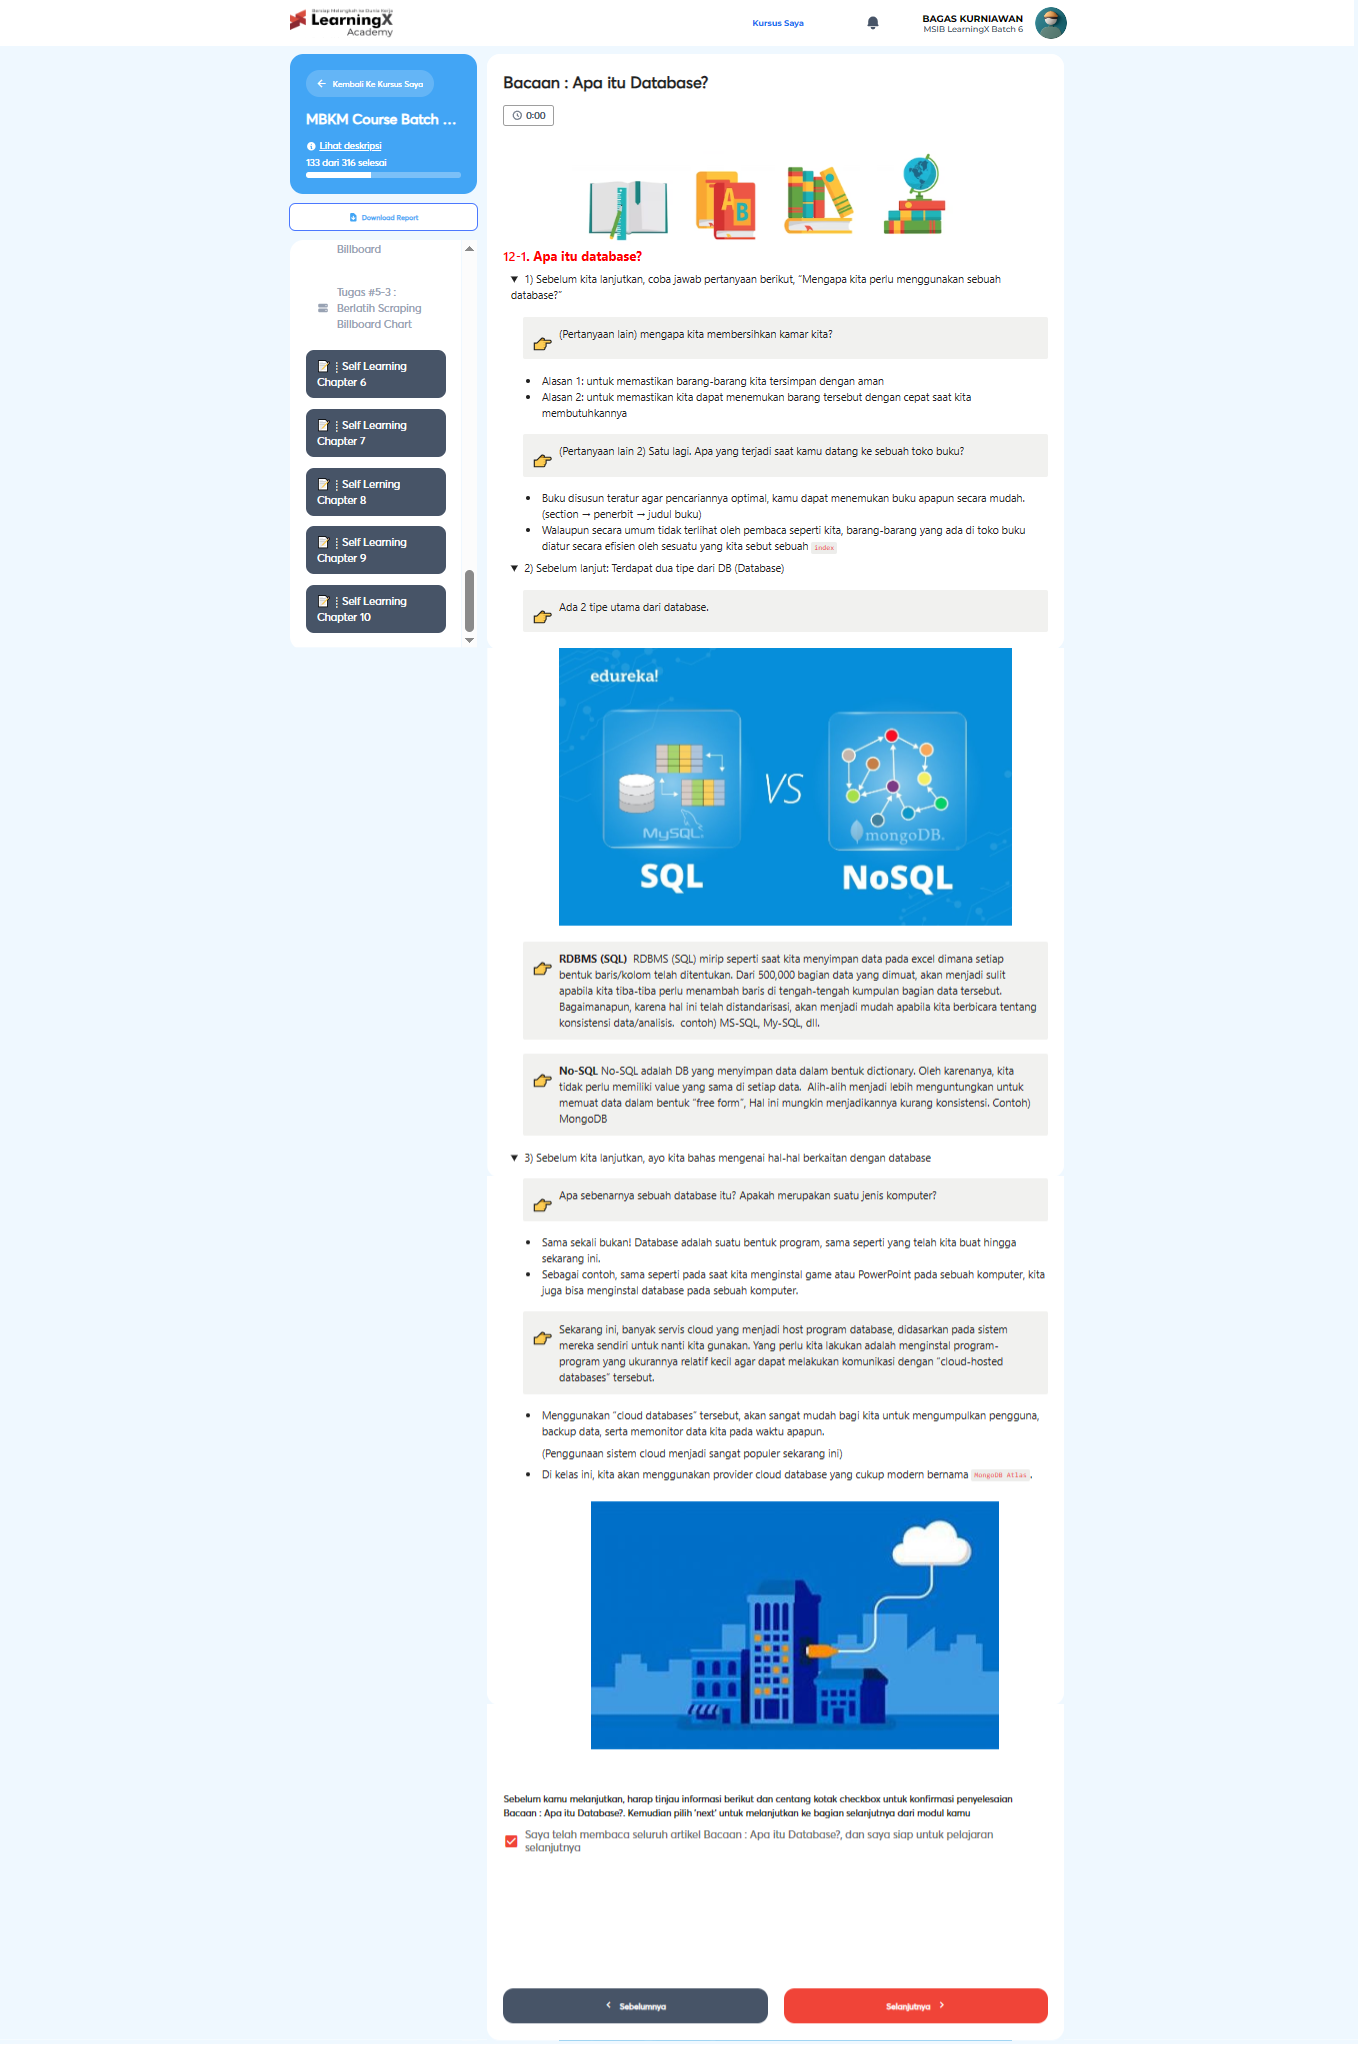 Bersiap Melangkah ke Dunia Kerja
LearningX
Academy
Kursus Saya
BAGAS KURNIAWAN
MSIB LearningX Batch 6
Kembali Ke Kursus Saya
MBKM Course Batch ...
Lihat deskripsi
133 dari 316 selesai
Download Report
Billboard
Tugas #5-3 :
Berlatih Scraping
Billboard Chart
📝 ┊Self Learning
Chapter 6
📝 ┊Self Learning
Chapter 7
📝 ┊Self Lerning
Chapter 8
📝 ┊Self Learning
Chapter 9
📝 ┊Self Learning
Chapter 10
Bacaan : Apa itu Database?
0:00
A
B
12-1. Apa itu database?
▼ 1) Sebelum kita lanjutkan, coba jawab pertanyaan berikut, “Mengapa kita perlu menggunakan sebuah
database?”
👉 (Pertanyaan lain) mengapa kita membersihkan kamar kita?
• Alasan 1: untuk memastikan barang-barang kita tersimpan dengan aman
• Alasan 2: untuk memastikan kita dapat menemukan barang tersebut dengan cepat saat kita
membutuhkannya
👉 (Pertanyaan lain 2) Satu lagi. Apa yang terjadi saat kamu datang ke sebuah toko buku?
• Buku disusun teratur agar pencariannya optimal, kamu dapat menemukan buku apapun secara mudah.
(section → penerbit → judul buku)
• Walaupun secara umum tidak terlihat oleh pembaca seperti kita, barang-barang yang ada di toko buku
diatur secara efisien oleh sesuatu yang kita sebut sebuah index
▼ 2) Sebelum lanjut: Terdapat dua tipe dari DB (Database)
👉 Ada 2 tipe utama dari database.
edureka!
MySQL.
VS
mongoDB.
SQL
NoSQL
👉 RDBMS (SQL) RDBMS (SQL) mirip seperti saat kita menyimpan data pada excel dimana setiap
bentuk baris/kolom telah ditentukan. Dari 500,000 bagian data yang dimuat, akan menjadi sulit
apabila kita tiba-tiba perlu menambah baris di tengah-tengah kumpulan bagian data tersebut.
Bagaimanapun, karena hal ini telah distandarisasi, akan menjadi mudah apabila kita berbicara tentang
konsistensi data/analisis. contoh) MS-SQL, My-SQL, dll.
👉 No-SQL No-SQL adalah DB yang menyimpan data dalam bentuk dictionary. Oleh karenanya, kita
tidak perlu memiliki value yang sama di setiap data. Alih-alih menjadi lebih menguntungkan untuk
memuat data dalam bentuk “free form”, Hal ini mungkin menjadikannya kurang konsistensi. Contoh)
MongoDB
▼ 3) Sebelum kita lanjutkan, ayo kita bahas mengenai hal-hal berkaitan dengan database
👉 Apa sebenarnya sebuah database itu? Apakah merupakan suatu jenis komputer?
• Sama sekali bukan! Database adalah suatu bentuk program, sama seperti yang telah kita buat hingga
sekarang ini.
• Sebagai contoh, sama seperti pada saat kita menginstal game atau PowerPoint pada sebuah komputer, kita
juga bisa menginstal database pada sebuah komputer.
👉 Sekarang ini, banyak servis cloud yang menjadi host program database, didasarkan pada sistem
mereka sendiri untuk nanti kita gunakan. Yang perlu kita lakukan adalah menginstal program-
program yang ukurannya relatif kecil agar dapat melakukan komunikasi dengan “cloud-hosted
databases” tersebut.
• Menggunakan “cloud databases” tersebut, akan sangat mudah bagi kita untuk mengumpulkan pengguna,
backup data, serta memonitor data kita pada waktu apapun.
(Penggunaan sistem cloud menjadi sangat populer sekarang ini)
• Di kelas ini, kita akan menggunakan provider cloud database yang cukup modern bernama MongoDB Atlas .
Sebelum kamu melanjutkan, harap tinjau informasi berikut dan centang kotak checkbox untuk konfirmasi penyelesaian
Bacaan : Apa itu Database?. Kemudian pilih 'next' untuk melanjutkan ke bagian selanjutnya dari modul kamu
Saya telah membaca seluruh artikel Bacaan : Apa itu Database?, dan saya siap untuk pelajaran
selanjutnya
Sebelumnya
Selanjutnya